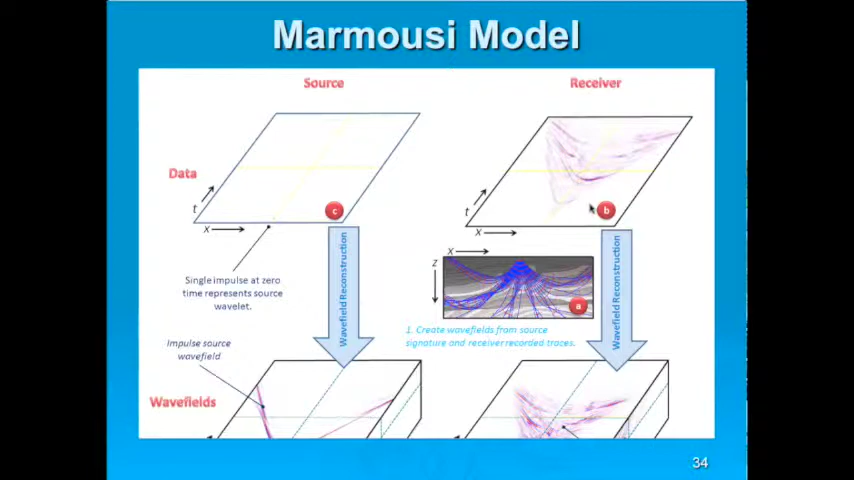 Marmousi Model
Source
Receiver
Data
t
X
c
t
X
b
Single impulse at zero
time represents source
wavelet.
Wavefield Reconstruction
X
Z
a
Wavefield Reconstruction
1. Create wavefields from source
signature and receiver recorded traces.
Impulse source
wavefield
Wavefields
34